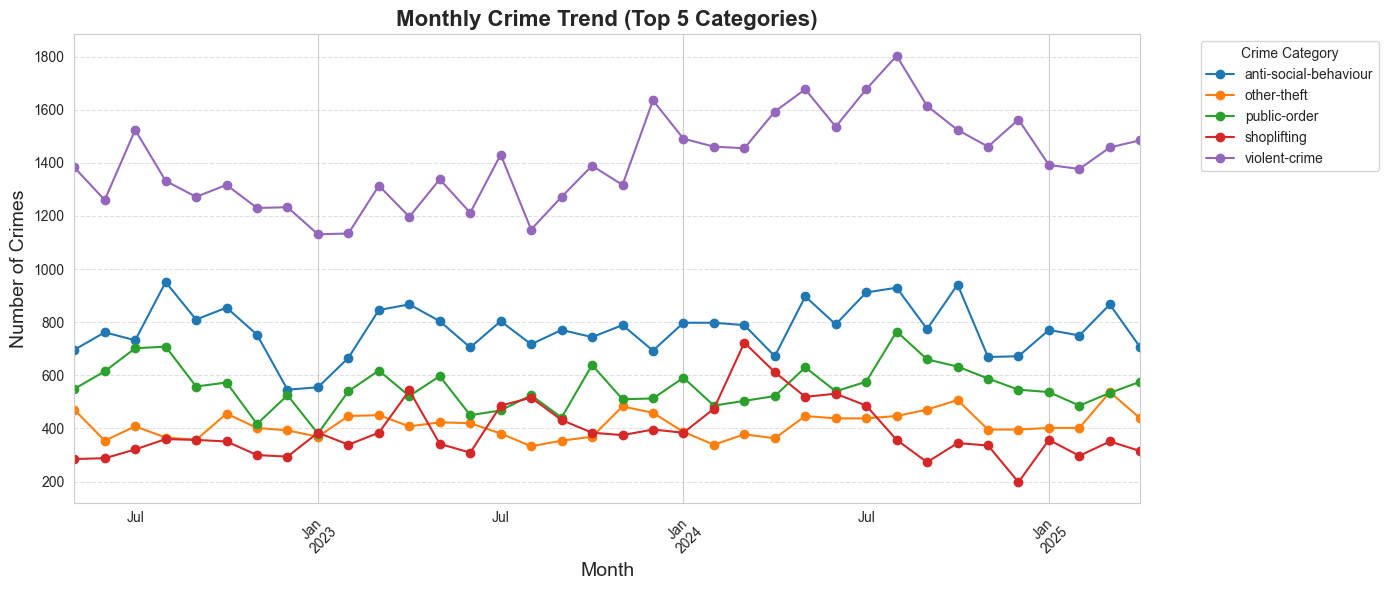 Monthly Crime Trend (Top 5 Categories)
Number of Crimes
1800
1600
1400
1200
1000
800
600
400
200
Jul
Jan
2023
Jul
Jan
2024
Jul
Jan
2025
Month
Crime Category
anti-social-behaviour
other-theft
public-order
shoplifting
violent-crime